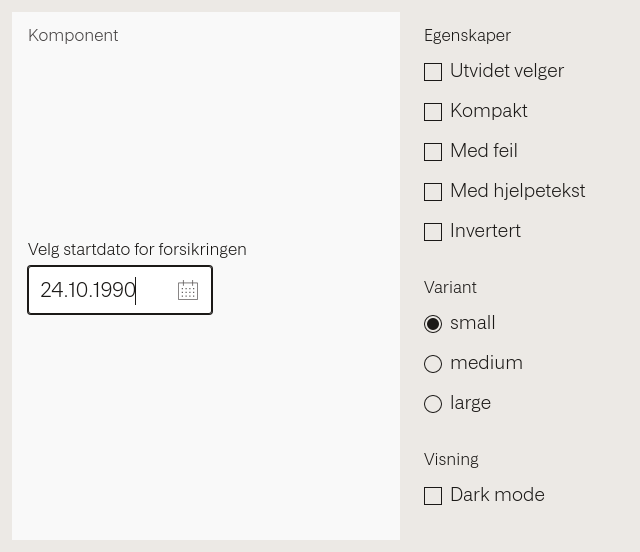 Komponent
Velg startdato for forsikringen
24.10.1990
Egenskaper
Utvidet velger
Kompakt
Med feil
Med hjelpetekst
Invertert
Variant
small
medium
large
Visning
Dark mode